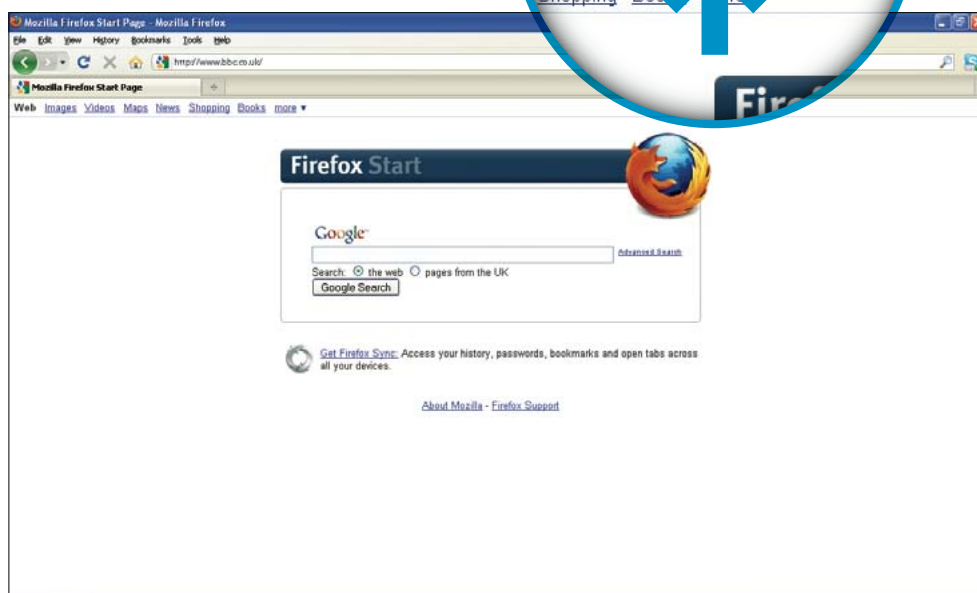 Shopping
Mozilla Firefox Start Page - Mozilla Firefox
File Edit View History Bookmarks Tools Help
http://www.bbc.co.uk/
Mozilla Firefox Start Page
Web Images Videos Maps News Shopping Books more ▼
Firefox Start
Google
Advanced Search
Search: the web pages from the UK
Google Search
Get Firefox Sync: Access your history, passwords, bookmarks and open tabs across
all your devices.
About Mozilla - Firefox Support